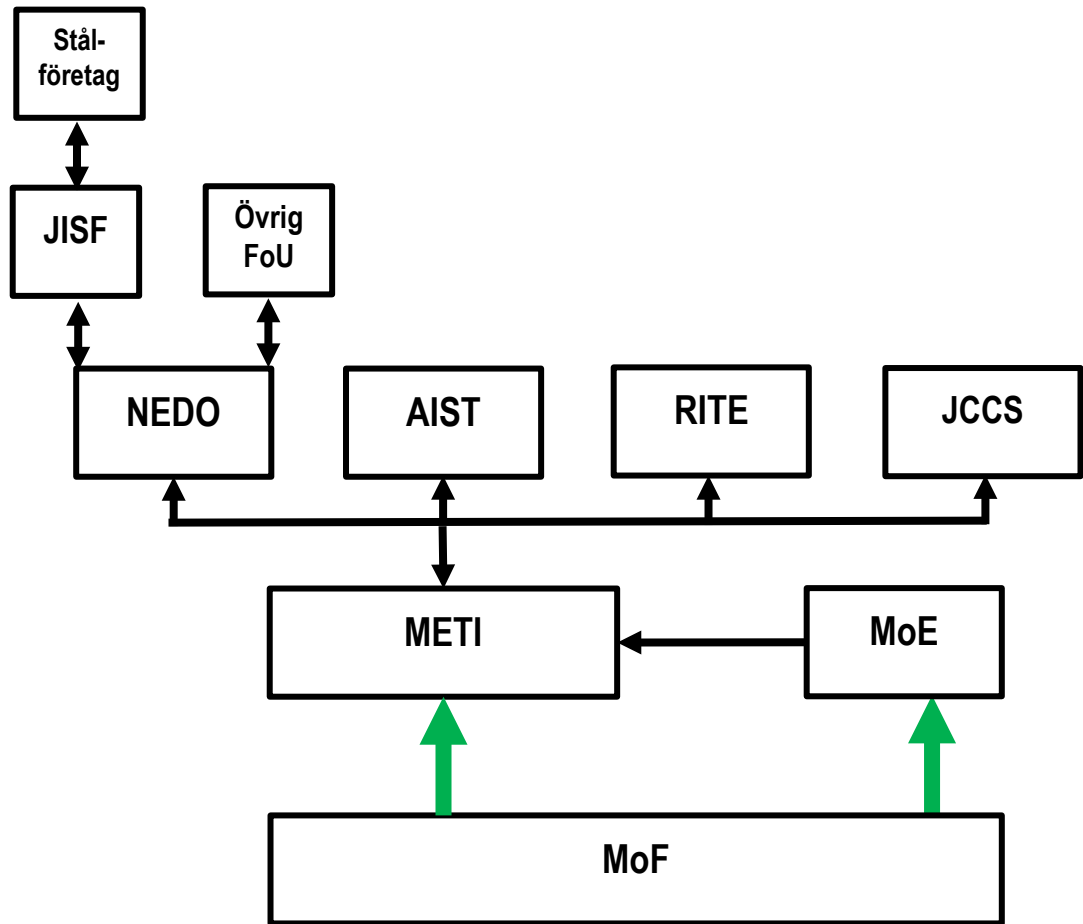 Stål-
företag
JISF
Övrig
FoU
NEDO
AIST
RITE
JCCS
METI
MoE
MoF